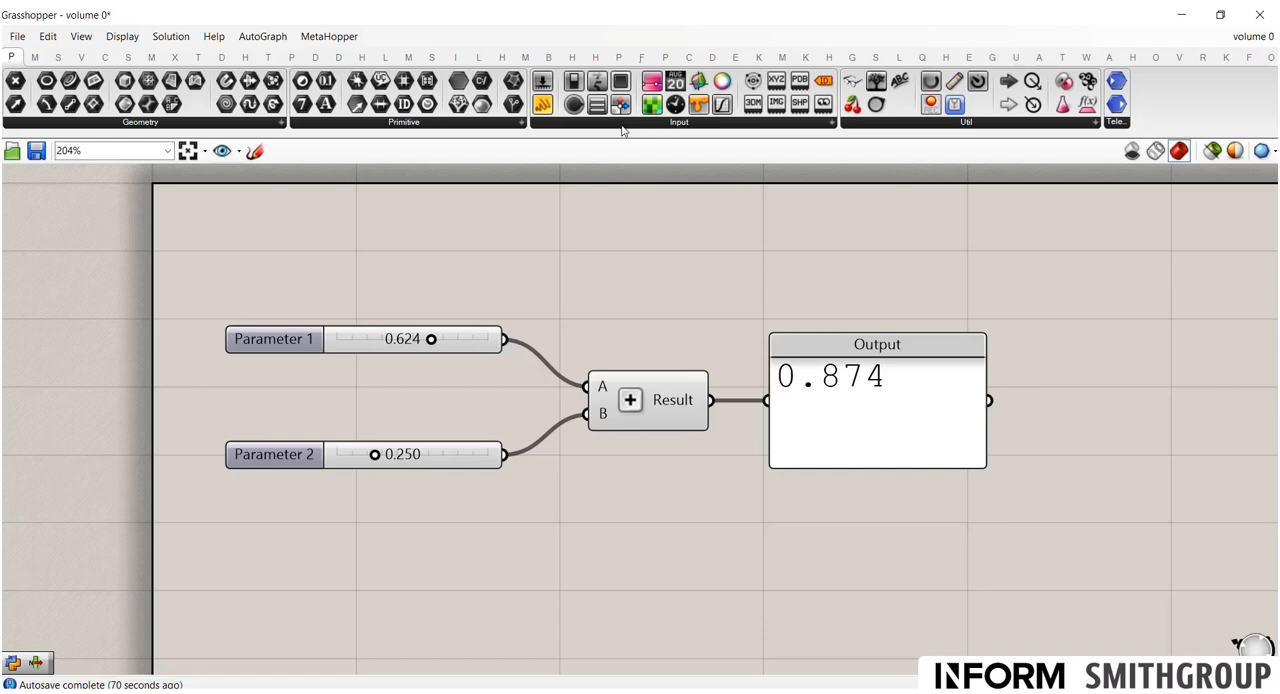 Grasshopper - volume 0*
File Edit View Display Solution Help AutoGraph MetaHopper volume 0
P M S V C M X T D F L P D D M H L P T K S I L H M B H H P F P D L K N M H G S L Q H N G U M T W A C H K R F O
Geometry Primitive Input Util Tele..
204%
Parameter 1 0.624
Output
0.874
A
Result
B
Parameter 2 0.250
Autosave complete (70 seconds ago)
INFORM SMITHGROUP